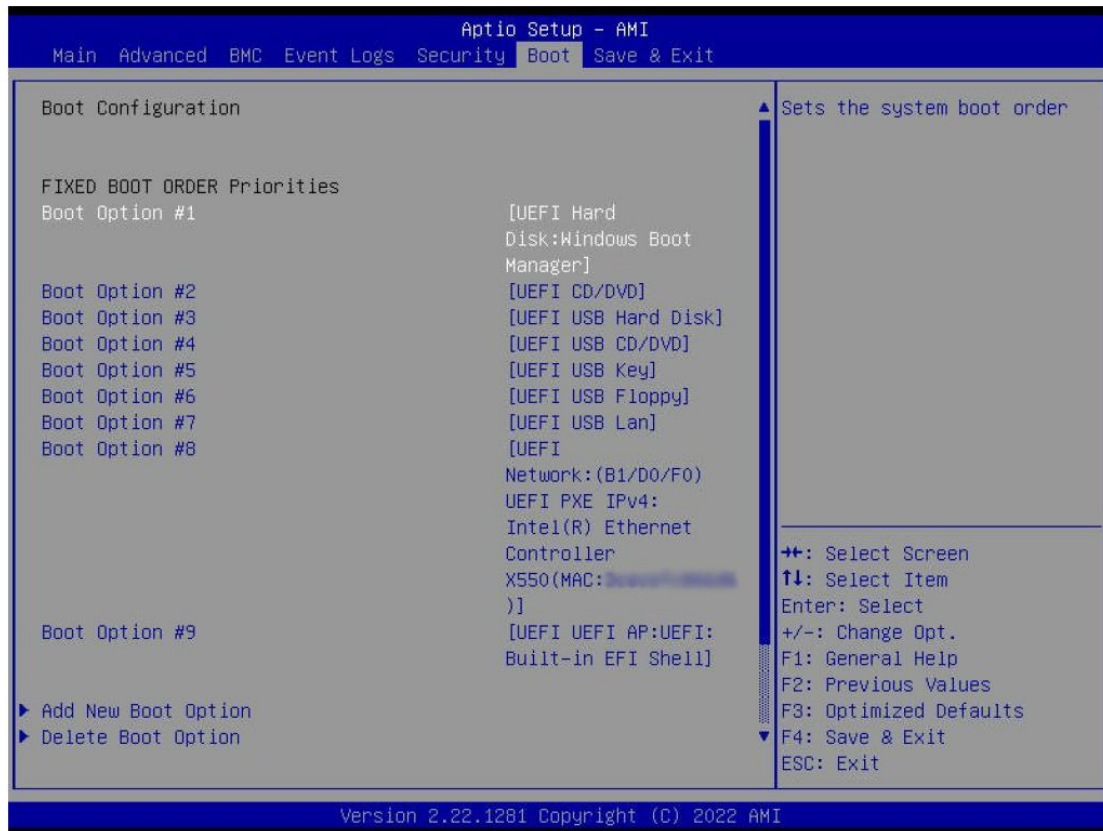 Aptio Setup – AMI
Main Advanced BMC Event Logs Security Boot Save & Exit
Boot Configuration
FIXED BOOT ORDER Priorities
Boot Option #1 [UEFI Hard
Disk:Windows Boot
Manager]
Boot Option #2 [UEFI CD/DVD]
Boot Option #3 [UEFI USB Hard Disk]
Boot Option #4 [UEFI USB CD/DVD]
Boot Option #5 [UEFI USB Key]
Boot Option #6 [UEFI USB Floppy]
Boot Option #7 [UEFI USB Lan]
Boot Option #8 [UEFI
Network:(B1/D0/F0)
UEFI PXE IPv4:
Intel(R) Ethernet
Controller
X550(MAC:
)]
Boot Option #9 [UEFI UEFI AP:UEFI:
Built-in EFI Shell]
Add New Boot Option
Delete Boot Option
Sets the system boot order
→←: Select Screen
↑↓: Select Item
Enter: Select
+/-: Change Opt.
F1: General Help
F2: Previous Values
F3: Optimized Defaults
F4: Save & Exit
ESC: Exit
Version 2.22.1281 Copyright (C) 2022 AMI